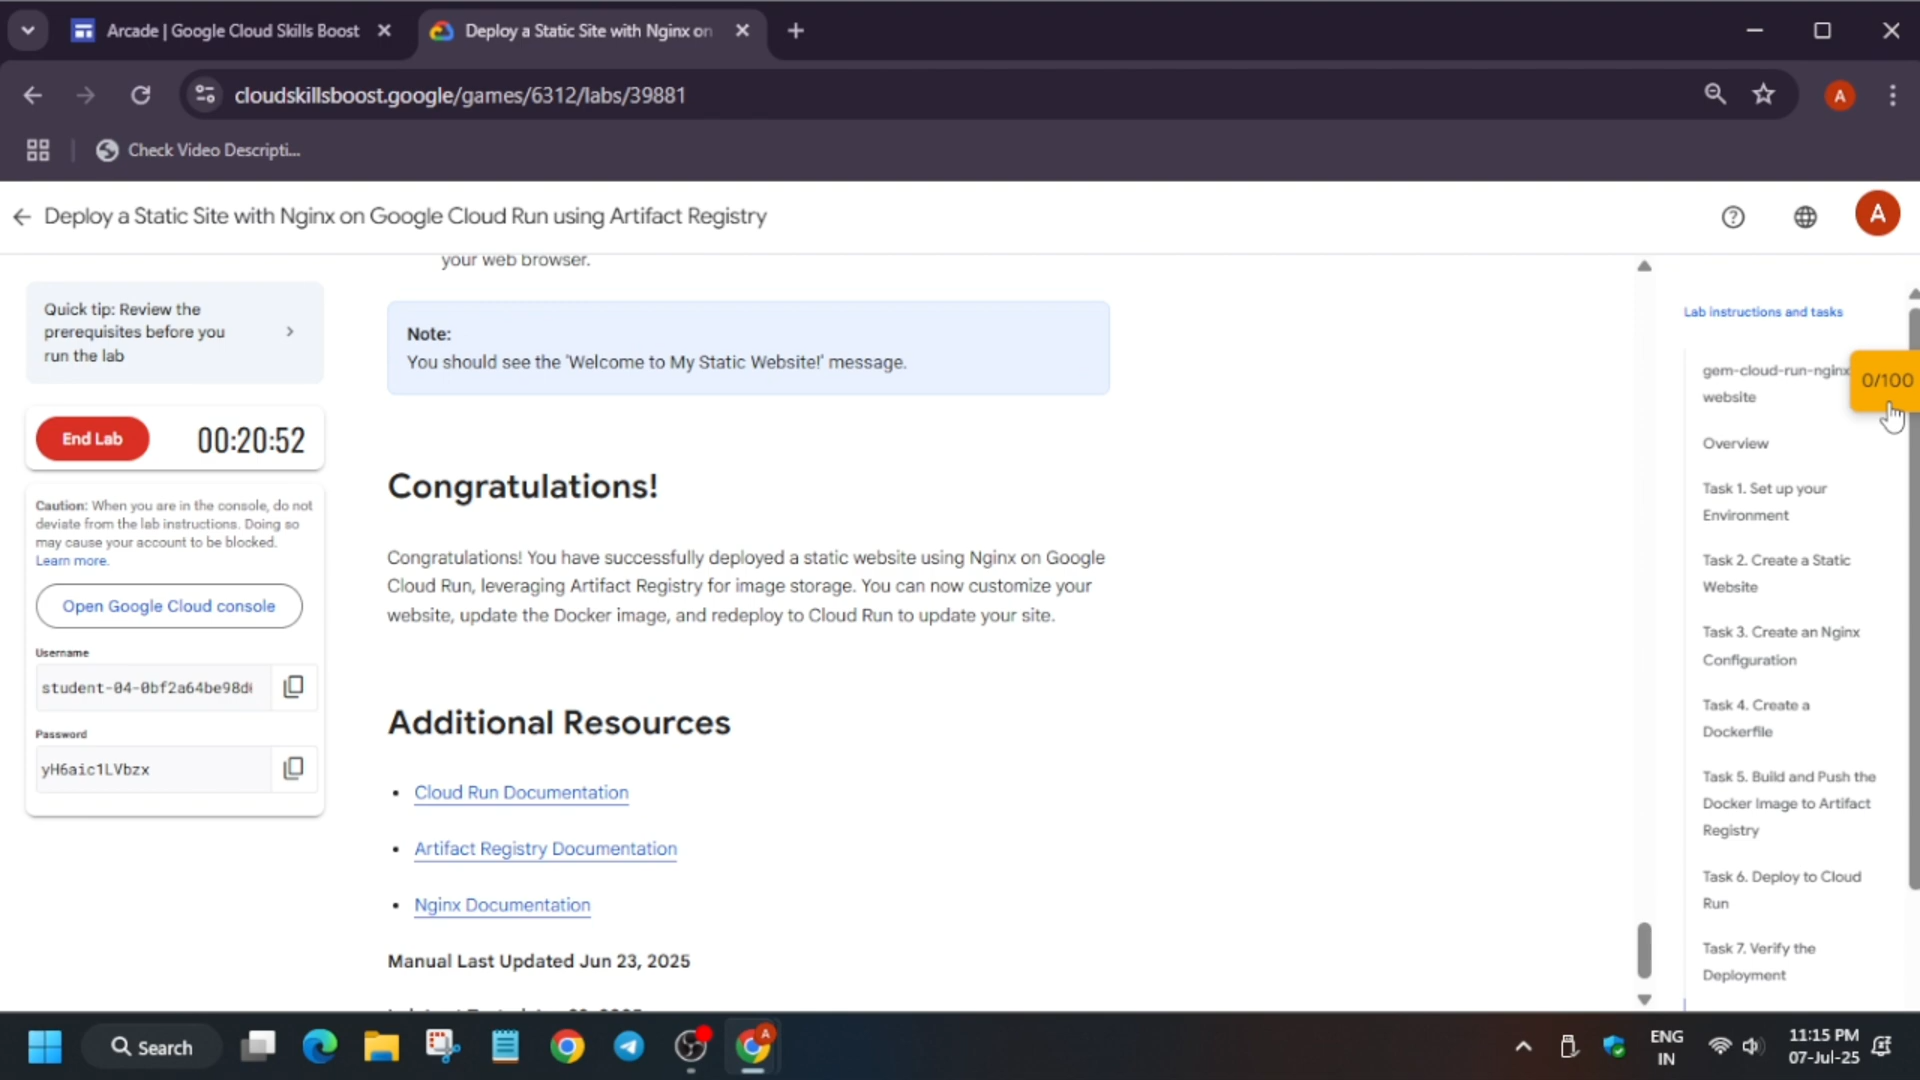 Arcade | Google Cloud Skills Boost
Deploy a Static Site with Nginx on
cloudskillsboost.google/games/6312/labs/39881
A
Check Video Descripti...
Deploy a Static Site with Nginx on Google Cloud Run using Artifact Registry
A
Quick tip: Review the
prerequisites before you
run the lab
End Lab
00:20:52
Caution: When you are in the console, do not
deviate from the lab instructions. Doing so
may cause your account to be blocked.
Learn more.
Open Google Cloud console
Username
student-04-0bf2a64be98d
Password
yH6aic1LVbzx
your web browser.
Note:
You should see the 'Welcome to My Static Website!' message.
Congratulations!
Congratulations! You have successfully deployed a static website using Nginx on Google
Cloud Run, leveraging Artifact Registry for image storage. You can now customize your
website, update the Docker image, and redeploy to Cloud Run to update your site.
Additional Resources
• Cloud Run Documentation
• Artifact Registry Documentation
• Nginx Documentation
Manual Last Updated Jun 23, 2025
Lab instructions and tasks
gem-cloud-run-nginx
website
0/100
Overview
Task 1. Set up your
Environment
Task 2. Create a Static
Website
Task 3. Create an Nginx
Configuration
Task 4. Create a
Dockerfile
Task 5. Build and Push the
Docker Image to Artifact
Registry
Task 6. Deploy to Cloud
Run
Task 7. Verify the
Deployment
Search
A
ENG
IN
11:15 PM
07-Jul-25